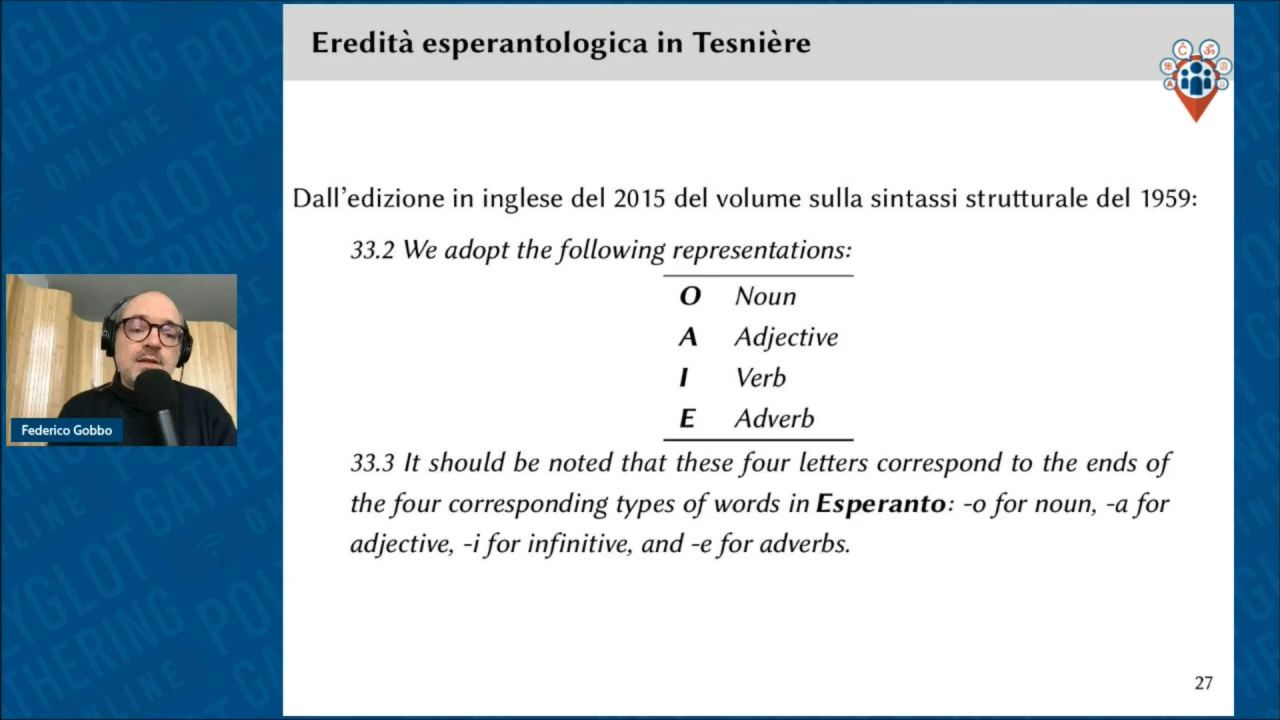 Eredità esperantologica in Tesnière
Dall'edizione in inglese del 2015 del volume sulla sintassi strutturale del 1959:
33.2 We adopt the following representations:
O Noun
A Adjective
I Verb
E Adverb
33.3 It should be noted that these four letters correspond to the ends of
the four corresponding types of words in Esperanto: -o for noun, -a for
adjective, -i for infinitive, and -e for adverbs.
27
Federico Gobbo
POLYGLOT
GATHERING
ONLINE